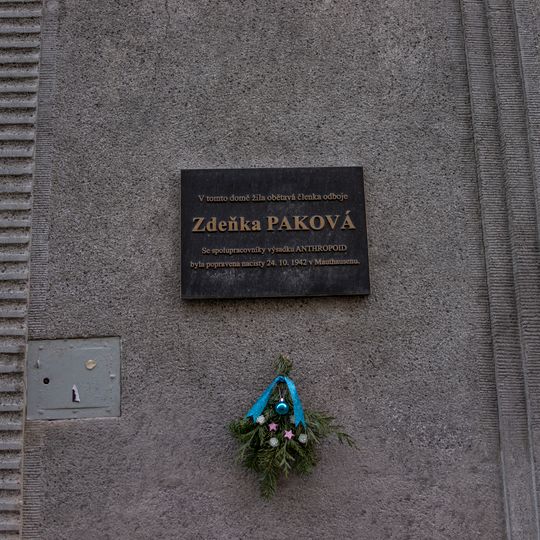 V tomto domě žila obětavá členka odboje
Zdeňka PAKOVÁ
Se spolupracovníky výsadku ANTHROPOID
byla popravena nacisty 24. 10. 1942 v Mauthausenu.